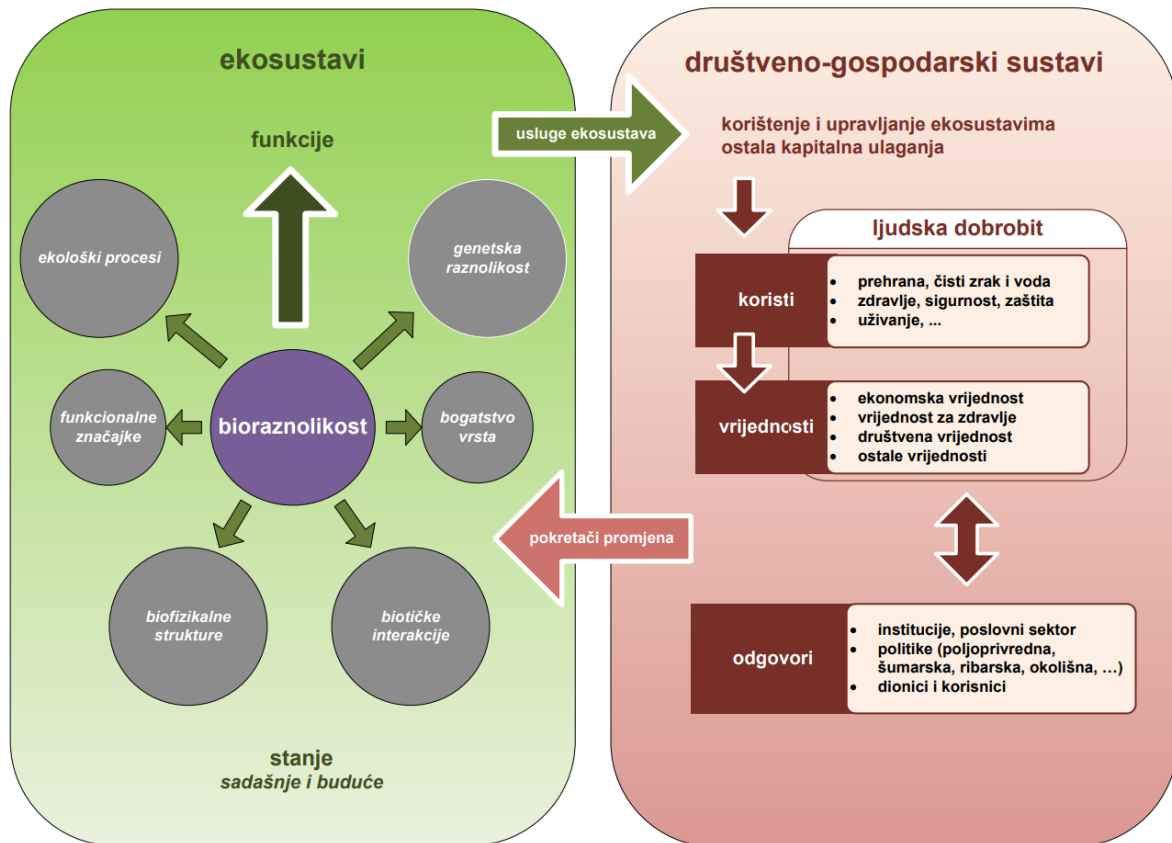 ekosustavi
funkcije
ekološki procesi
genetska
raznolikost
funkcionalne
značajke
bioraznolikost
bogatstvo
vrsta
biofizikalne
strukture
biotičke
interakcije
stanje
sadašnje i buduće
usluge ekosustava
pokretači promjena
društveno-gospodarski sustavi
korištenje i upravljanje ekosustavima
ostala kapitalna ulaganja
ljudska dobrobit
koristi
• prehrana, čisti zrak i voda
• zdravlje, sigurnost, zaštita
• uživanje, ...
vrijednosti
• ekonomska vrijednost
• vrijednost za zdravlje
• društvena vrijednost
• ostale vrijednosti
odgovori
• institucije, poslovni sektor
• politike (poljoprivredna,
šumarska, ribarska, okolišna, …)
• dionici i korisnici